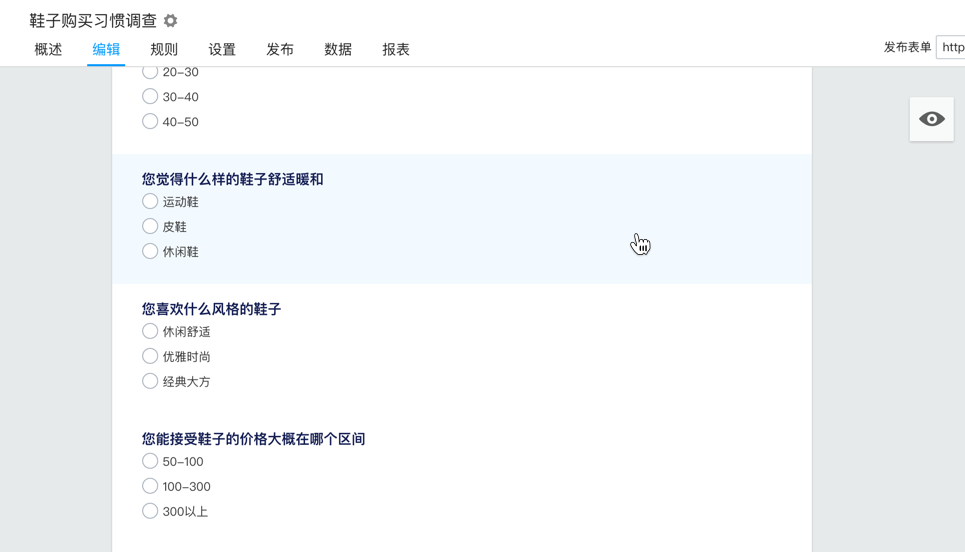 鞋子购买习惯调查
概述 编辑 规则 设置 发布 数据 报表
发布表单 http
20-30
30-40
40-50
您觉得什么样的鞋子舒适暖和
运动鞋
皮鞋
休闲鞋
您喜欢什么风格的鞋子
休闲舒适
优雅时尚
经典大方
您能接受鞋子的价格大概在哪个区间
50-100
100-300
300以上